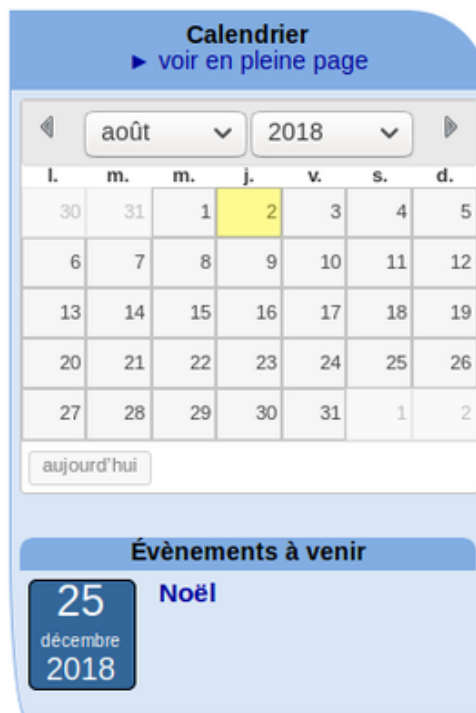 Calendrier
► voir en pleine page
août 2018
l. m. m. j. v. s. d.
30 31 1 2 3 4 5
6 7 8 9 10 11 12
13 14 15 16 17 18 19
20 21 22 23 24 25 26
27 28 29 30 31 1 2
aujourd'hui
Évènements à venir
25
décembre
2018
Noël